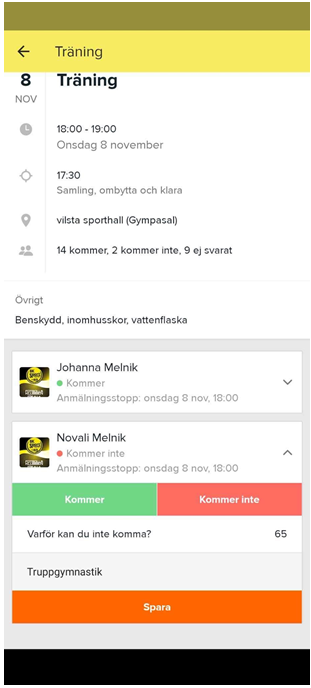 Träning
8
NOV
Träning
18:00 - 19:00
Onsdag 8 november
17:30
Samling, ombytta och klara
vilsta sporthall (Gympasal)
14 kommer, 2 kommer inte, 9 ej svarat
Övrigt
Benskydd, inomhusskor, vattenflaska
Johanna Melnik
Kommer
Anmälningsstopp: onsdag 8 nov, 18:00
Novali Melnik
Kommer inte
Anmälningsstopp: onsdag 8 nov, 18:00
Kommer
Kommer inte
Varför kan du inte komma?
65
Truppgymnastik
Spara